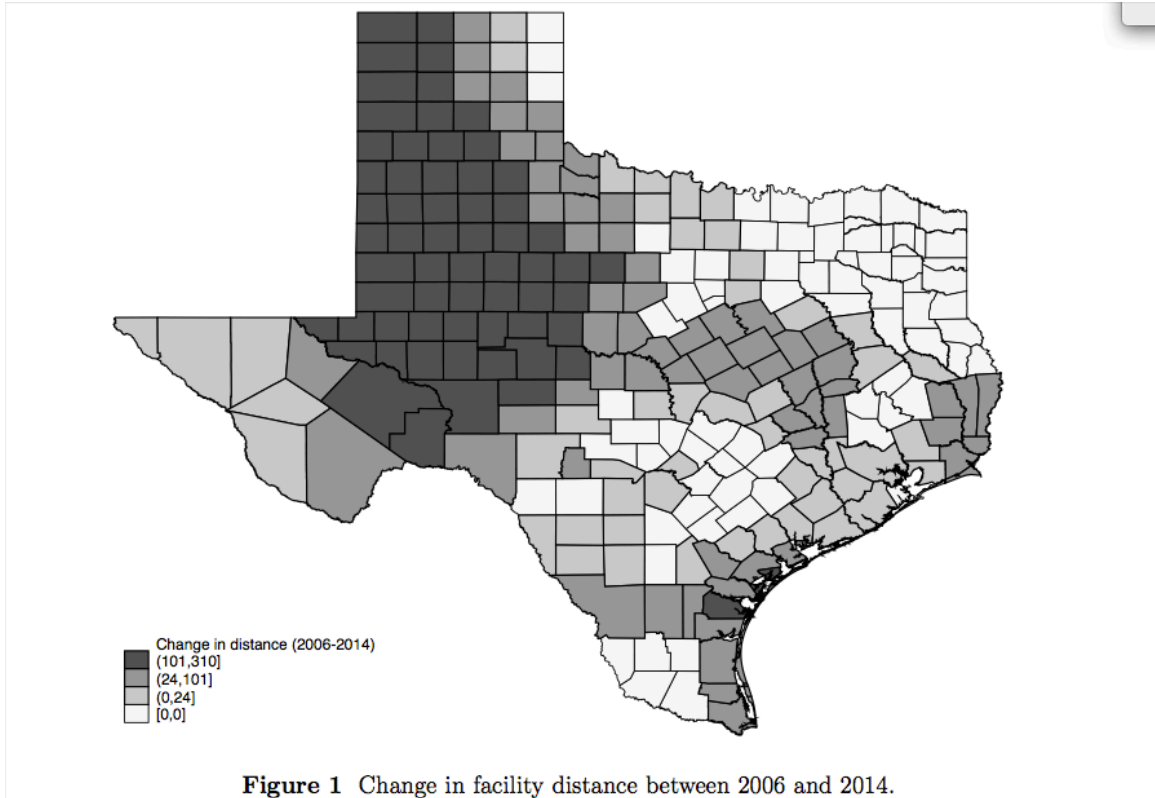 Change in distance (2006-2014)
(101,310]
(24,101]
(0,24]
[0,0]
Figure 1 Change in facility distance between 2006 and 2014.